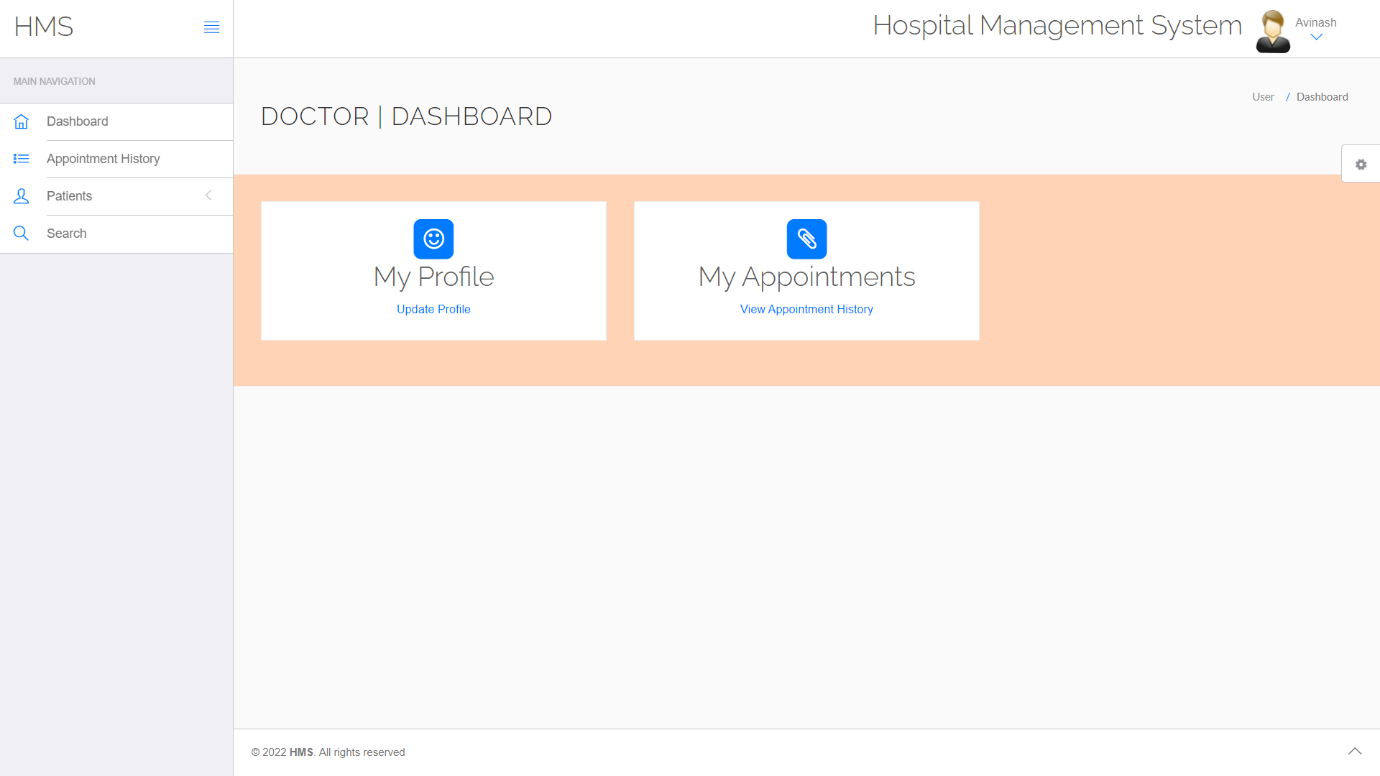 HMS
Hospital Management System
Avinash
MAIN NAVIGATION
Dashboard
Appointment History
Patients
Search
User / Dashboard
DOCTOR | DASHBOARD
My Profile
Update Profile
My Appointments
View Appointment History
© 2022 HMS. All rights reserved